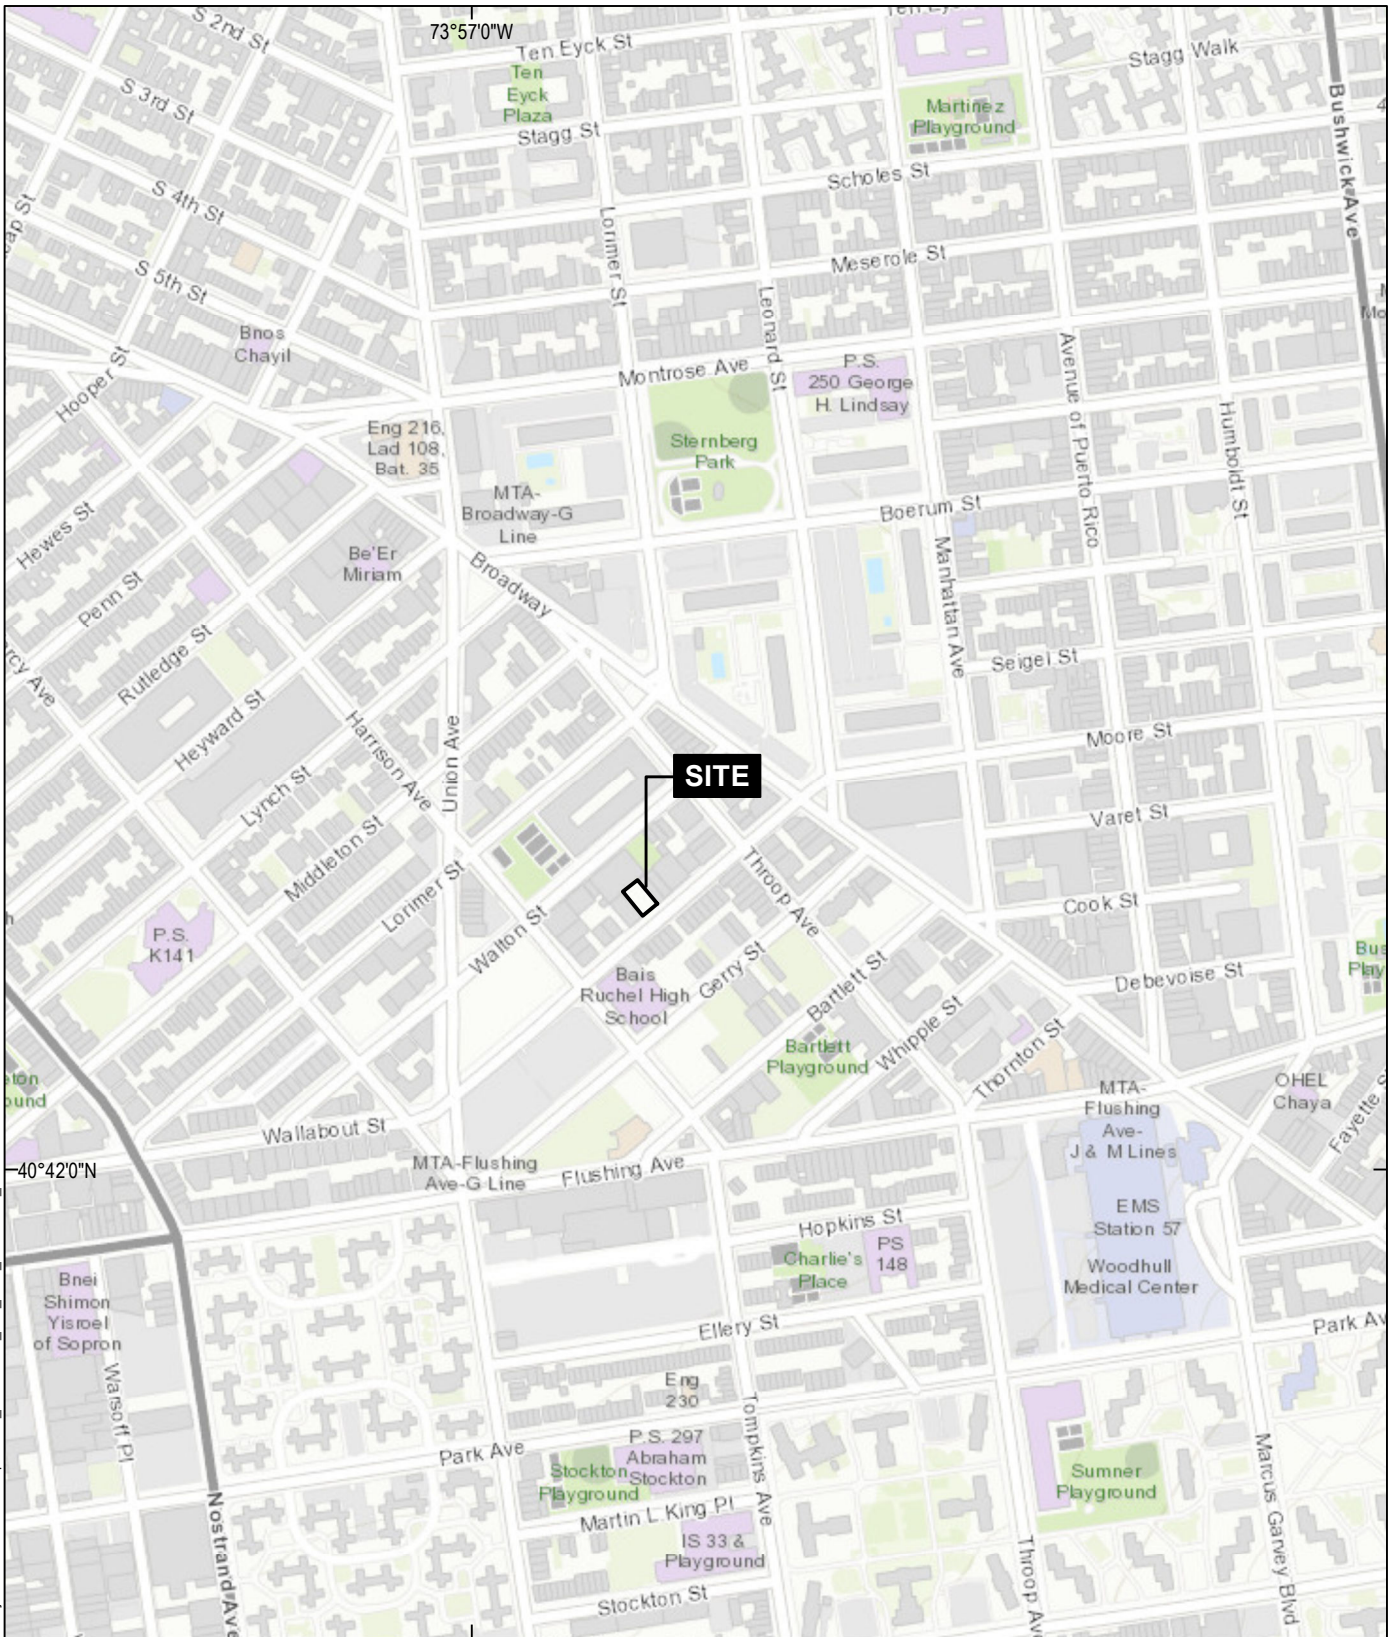 73°57'0"W
S 2nd St
Ten Eyck St
Stagg Walk
Ten
Eyck
Plaza
S 3rd St
Martinez
Playground
Bushwick Ave
Stagg St
Scholes St
S 4th St
Lorimer St
Meserole St
S 5th St
Leonard St
Bnos
Chayil
Montrose Ave
P.S.
250 George
H. Lindsay
Avenue of Puerto Rico
Hooper St
Humboldt St
Eng 216,
Lad 108,
Bat. 35
Sternberg
Park
MTA-
Broadway-G
Line
Boerum St
Hewes St
Be'Er
Miriam
Broadway
Manhattan Ave
Penn St
Rutledge St
Seigel St
Heyward St
Harrison Ave
Union Ave
Moore St
SITE
Lynch St
Varet St
Middleton St
Throop Ave
Lorimer St
Cook St
Walton St
P.S.
K141
Bais
Ruchel High
School
Gerry St
Bartlett St
Debevoise St
Whipple St
Bartlett
Playground
Thornton St
MTA-
Flushing
Ave-
J & M Lines
OHEL
Chaya
Fayette S
Wallabout St
40°42'0"N
MTA-Flushing
Ave-G Line
Flushing Ave
EMS
Station 57
Hopkins St
PS
148
Charlie's
Place
Woodhull
Medical Center
Bnei
Shimon
Yisroel
of Sopron
Ellery St
Park Av
Warsoff Pl
Eng
230
Tompkins Ave
Park Ave
P.S. 297
Abraham
Stockton
Stockton
Playground
Sumner
Playground
Marcus Garvey Blvd
Nostrand Ave
Martin L King Pl
IS 33 &
Playground
Throop Av
Stockton St